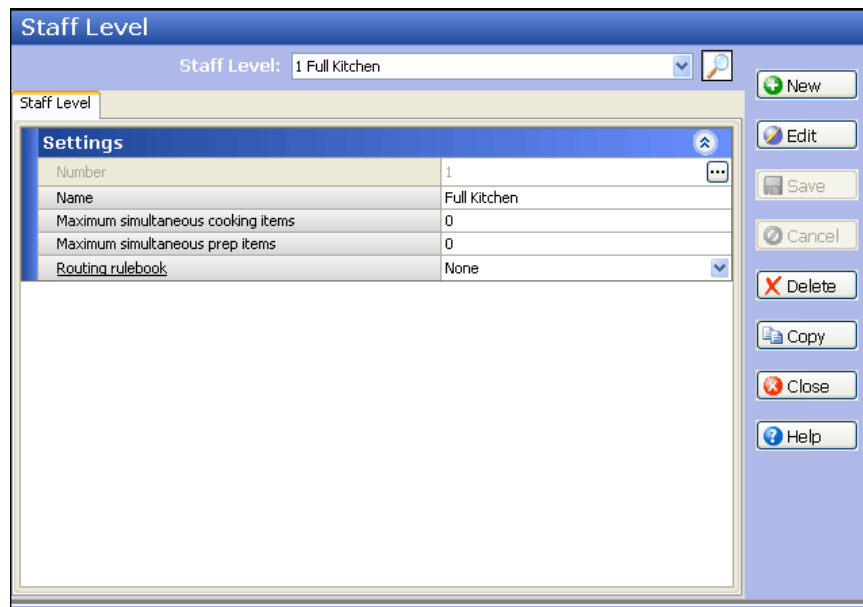 Staff Level
Staff Level: 1 Full Kitchen
Staff Level
Settings
Number 1
Name Full Kitchen
Maximum simultaneous cooking items 0
Maximum simultaneous prep items 0
Routing rulebook None
New
Edit
Save
Cancel
Delete
Copy
Close
Help